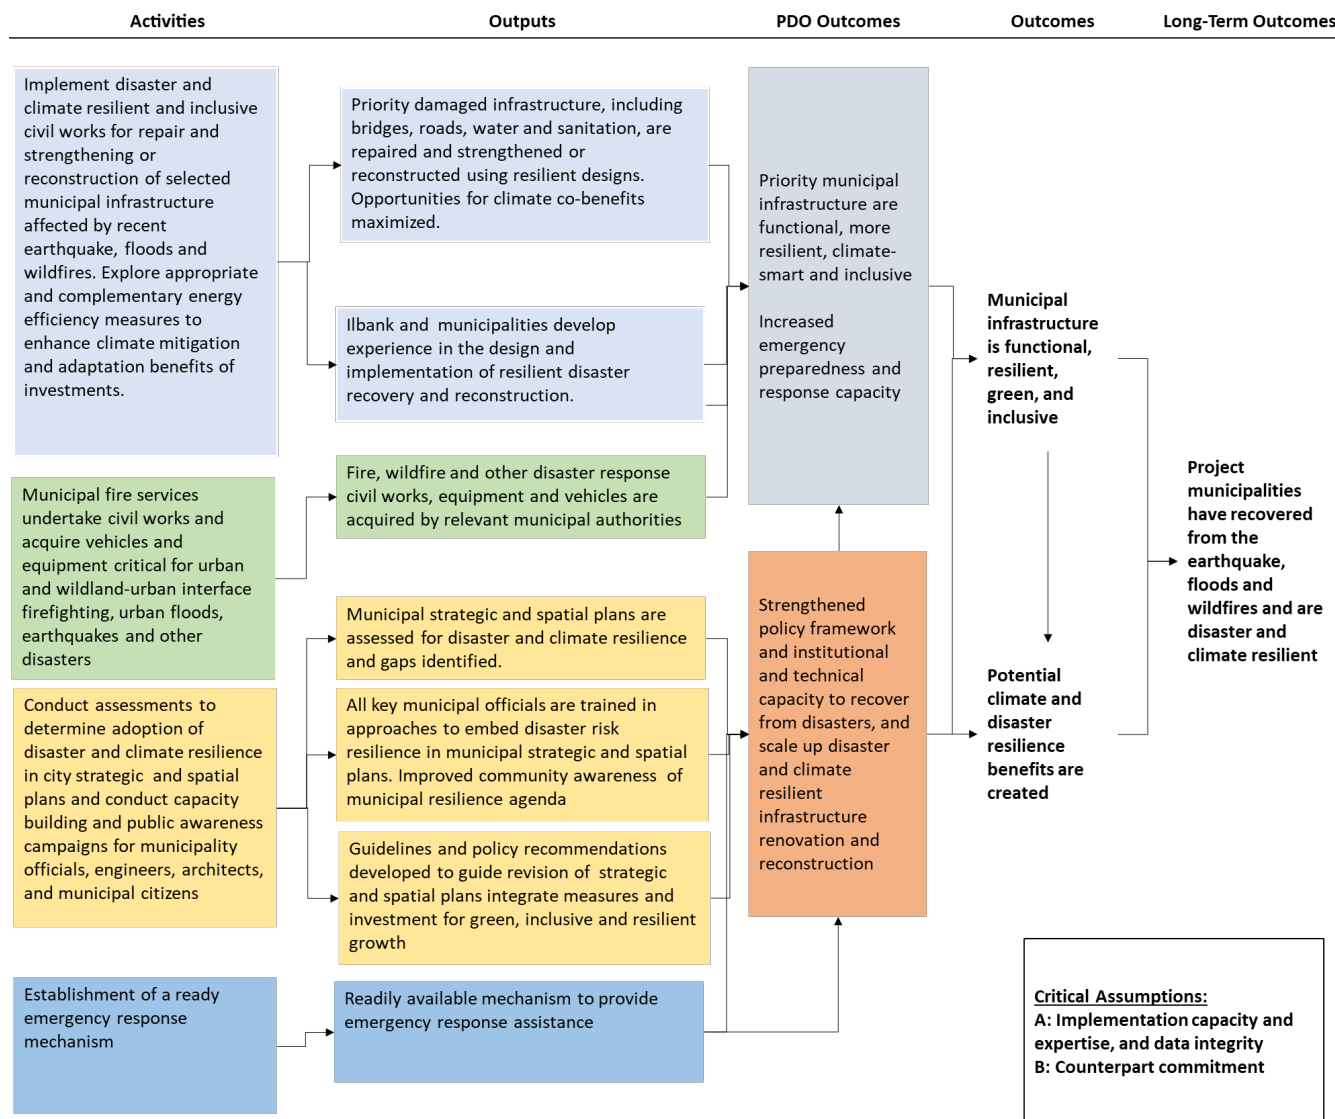 Activities
Outputs
PDO Outcomes
Outcomes
Long-Term Outcomes
Implement disaster and
climate resilient and inclusive
civil works for repair and
strengthening or
reconstruction of selected
municipal infrastructure
affected by recent
earthquake, floods and
wildfires. Explore appropriate
and complementary energy
efficiency measures to
enhance climate mitigation
and adaptation benefits of
investments.
Municipal fire services
undertake civil works and
acquire vehicles and
equipment critical for urban
and wildland-urban interface
firefighting, urban floods,
earthquakes and other
disasters
Conduct assessments to
determine adoption of
disaster and climate resilience
in city strategic and spatial
plans and conduct capacity
building and public awareness
campaigns for municipality
officials, engineers, architects,
and municipal citizens
Establishment of a ready
emergency response
mechanism
Priority damaged infrastructure, including
bridges, roads, water and sanitation, are
repaired and strengthened or
reconstructed using resilient designs.
Opportunities for climate co-benefits
maximized.
Ilbank and municipalities develop
experience in the design and
implementation of resilient disaster
recovery and reconstruction.
Fire, wildfire and other disaster response
civil works, equipment and vehicles are
acquired by relevant municipal authorities
Municipal strategic and spatial plans are
assessed for disaster and climate resilience
and gaps identified.
All key municipal officials are trained in
approaches to embed disaster risk
resilience in municipal strategic and spatial
plans. Improved community awareness of
municipal resilience agenda
Guidelines and policy recommendations
developed to guide revision of strategic
and spatial plans integrate measures and
investment for green, inclusive and resilient
growth
Readily available mechanism to provide
emergency response assistance
Priority municipal
infrastructure are
functional, more
resilient, climate-
smart and inclusive
Increased
emergency
preparedness and
response capacity
Strengthened
policy framework
and institutional
and technical
capacity to recover
from disasters, and
scale up disaster
and climate
resilient
infrastructure
renovation and
reconstruction
Municipal
infrastructure
is functional,
resilient,
green, and
inclusive
Potential
climate and
disaster
resilience
benefits are
created
Project
municipalities
have recovered
from the
earthquake,
floods and
wildfires and are
disaster and
climate resilient
Critical Assumptions:
A: Implementation capacity and
expertise, and data integrity
B: Counterpart commitment